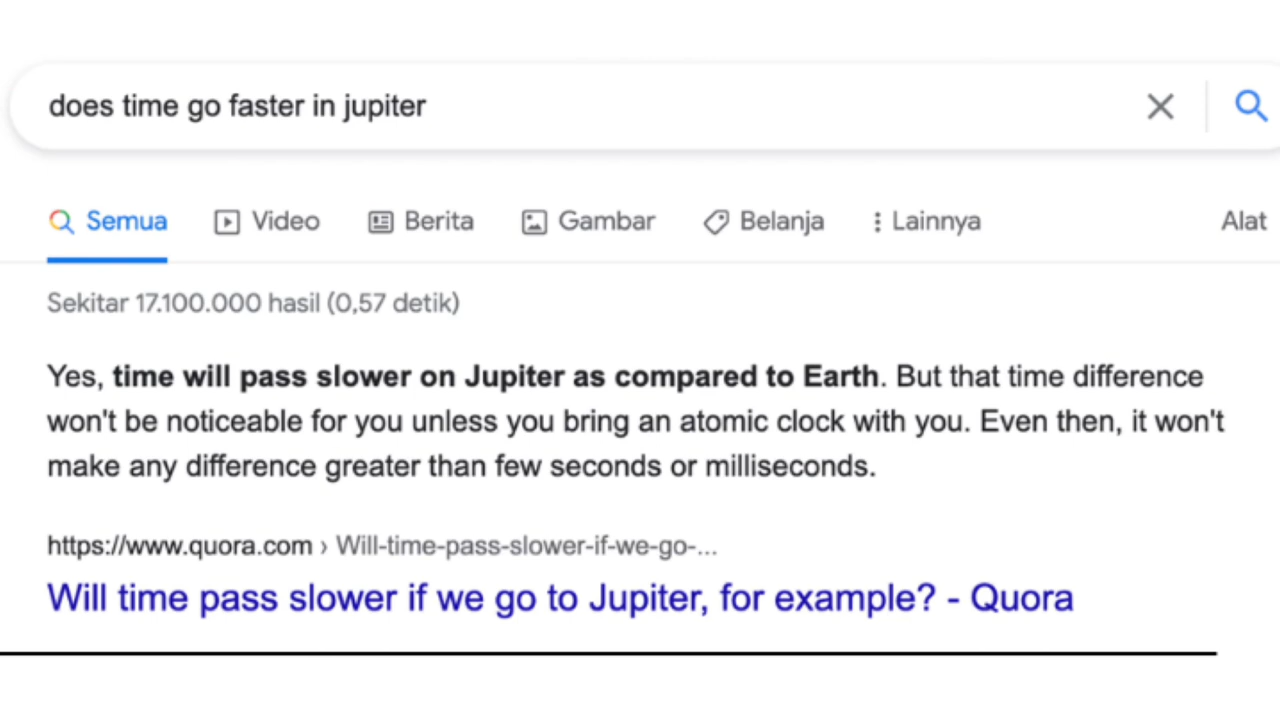 does time go faster in jupiter
Semua Video Berita Gambar Belanja Lainnya Alat
Sekitar 17.100.000 hasil (0,57 detik)
Yes, time will pass slower on Jupiter as compared to Earth. But that time difference
won't be noticeable for you unless you bring an atomic clock with you. Even then, it won't
make any difference greater than few seconds or milliseconds.
https://www.quora.com › Will-time-pass-slower-if-we-go-...
Will time pass slower if we go to Jupiter, for example? - Quora